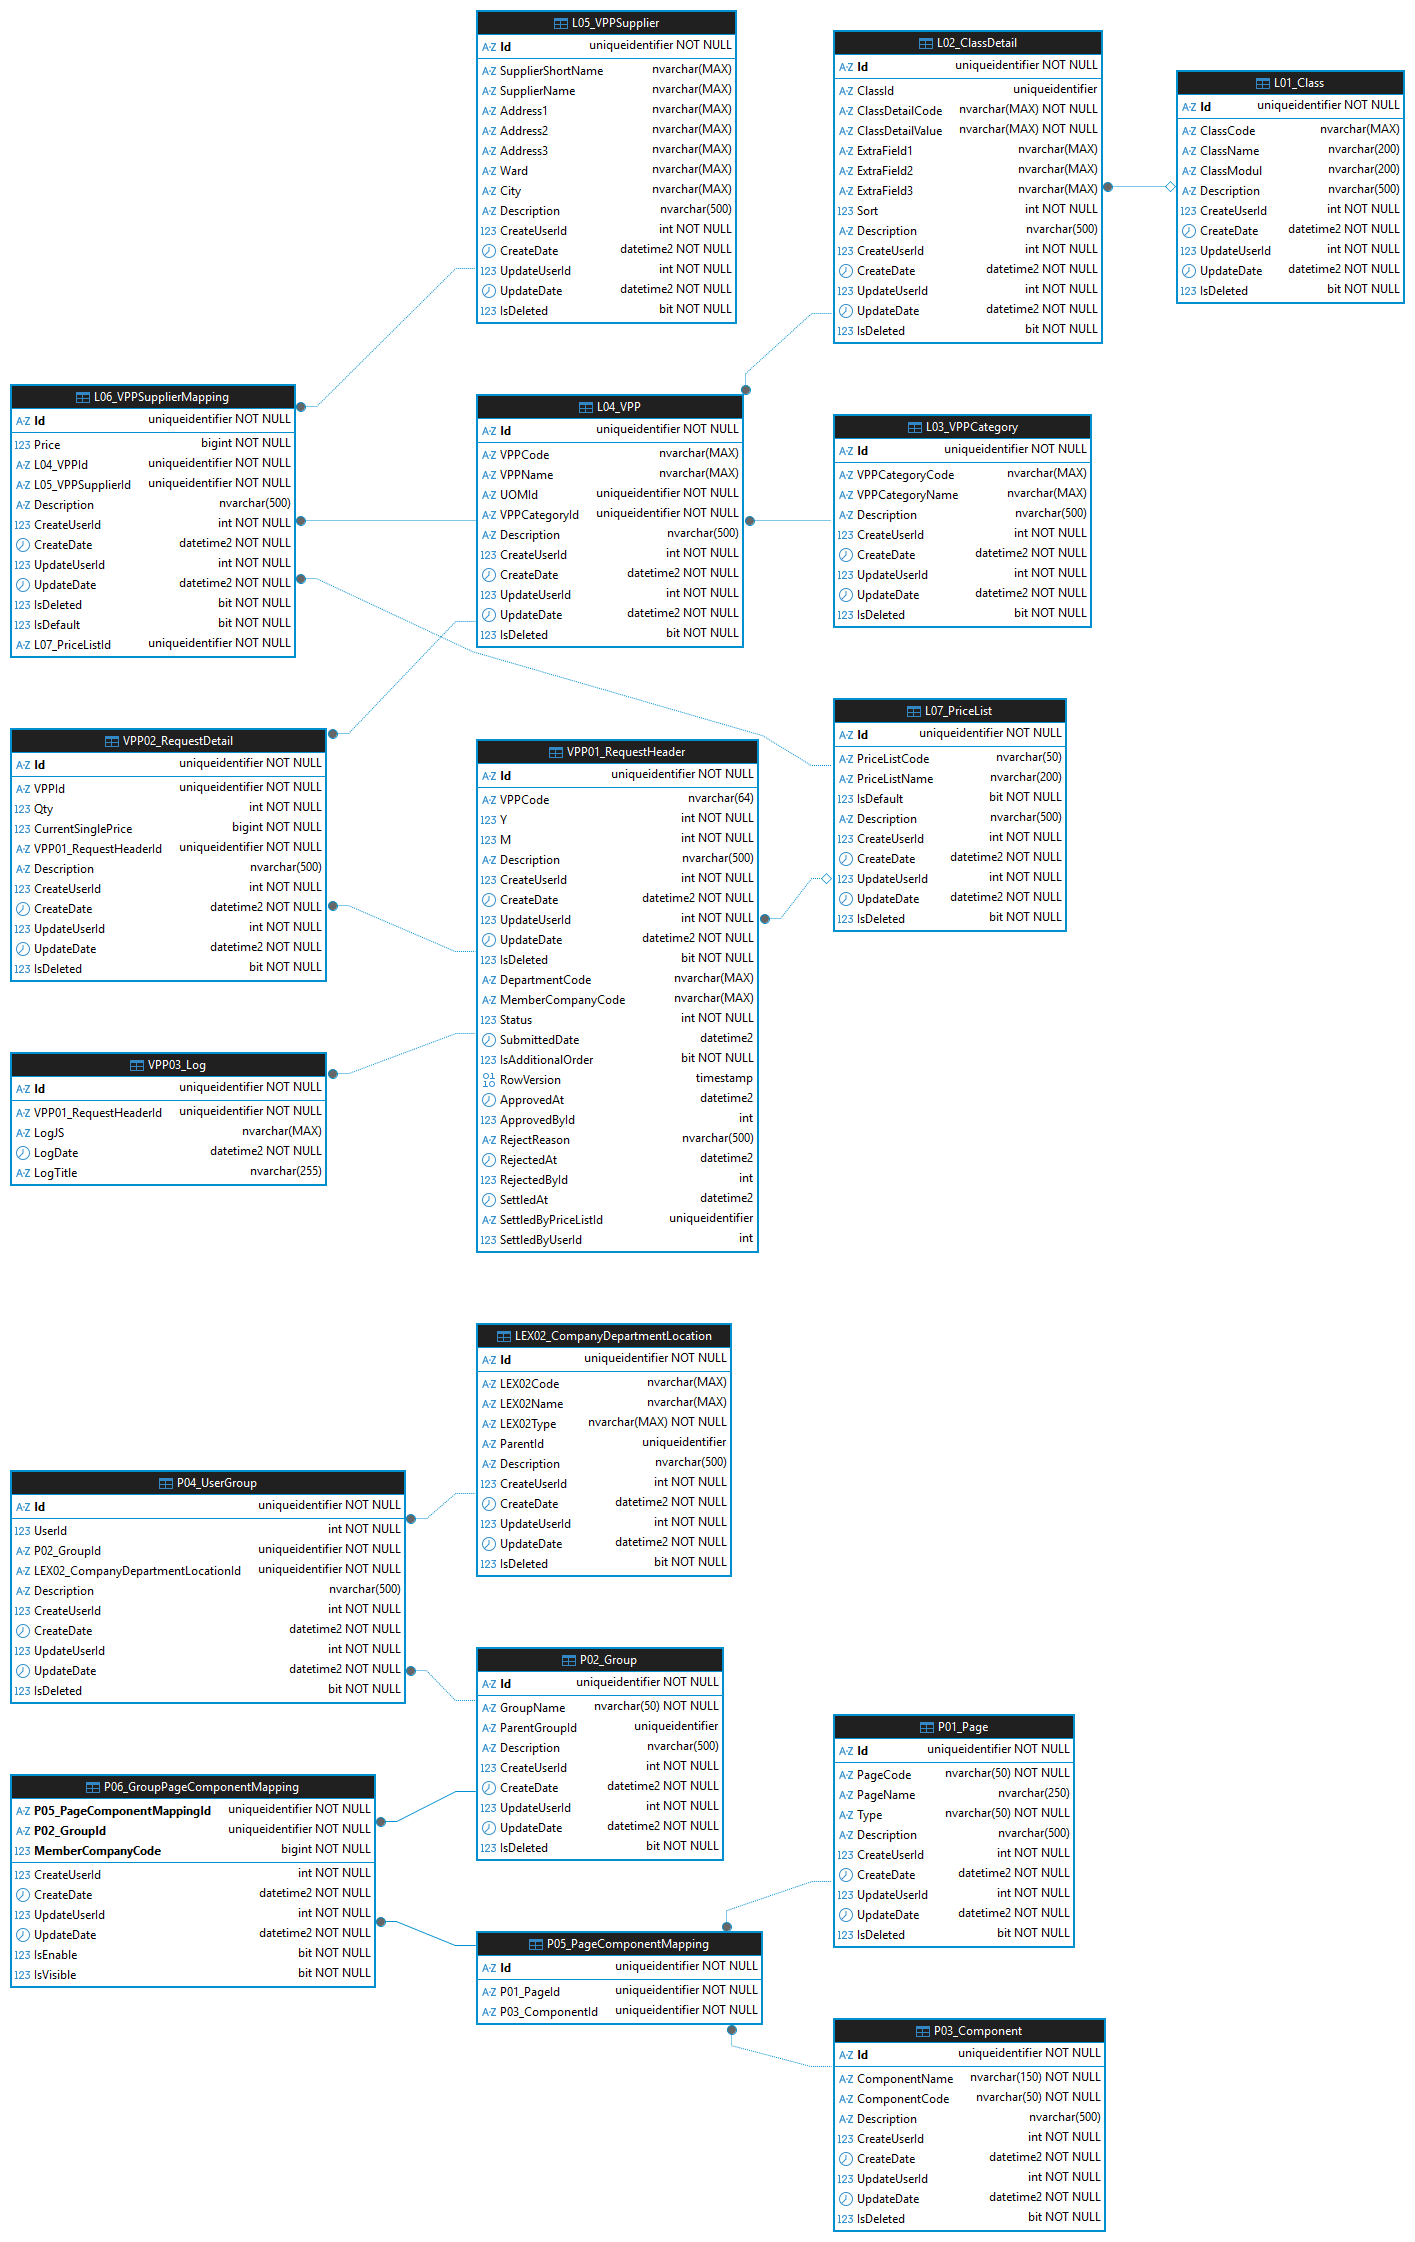 L05_VPPSupplier
Id uniqueidentifier NOT NULL
SupplierShortName nvarchar(MAX)
SupplierName nvarchar(MAX)
Address1 nvarchar(MAX)
Address2 nvarchar(MAX)
Address3 nvarchar(MAX)
Ward nvarchar(MAX)
City nvarchar(MAX)
Description nvarchar(500)
CreateUserId int NOT NULL
CreateDate datetime2 NOT NULL
UpdateUserId int NOT NULL
UpdateDate datetime2 NOT NULL
IsDeleted bit NOT NULL
L02_ClassDetail
Id uniqueidentifier NOT NULL
ClassId uniqueidentifier
ClassDetailCode nvarchar(MAX) NOT NULL
ClassDetailValue nvarchar(MAX) NOT NULL
ExtraField1 nvarchar(MAX)
ExtraField2 nvarchar(MAX)
ExtraField3 nvarchar(MAX)
Sort int NOT NULL
Description nvarchar(500)
CreateUserId int NOT NULL
CreateDate datetime2 NOT NULL
UpdateUserId int NOT NULL
UpdateDate datetime2 NOT NULL
IsDeleted bit NOT NULL
L01_Class
Id uniqueidentifier NOT NULL
ClassCode nvarchar(MAX)
ClassName nvarchar(200)
ClassModul nvarchar(200)
Description nvarchar(500)
CreateUserId int NOT NULL
CreateDate datetime2 NOT NULL
UpdateUserId int NOT NULL
UpdateDate datetime2 NOT NULL
IsDeleted bit NOT NULL
L06_VPPSupplierMapping
Id uniqueidentifier NOT NULL
Price bigint NOT NULL
L04_VPPId uniqueidentifier NOT NULL
L05_VPPSupplierId uniqueidentifier NOT NULL
Description nvarchar(500)
CreateUserId int NOT NULL
CreateDate datetime2 NOT NULL
UpdateUserId int NOT NULL
UpdateDate datetime2 NOT NULL
IsDeleted bit NOT NULL
IsDefault bit NOT NULL
L07_PriceListId uniqueidentifier NOT NULL
L04_VPP
Id uniqueidentifier NOT NULL
VPPCode nvarchar(MAX)
VPPName nvarchar(MAX)
UOMId uniqueidentifier NOT NULL
VPPCategoryId uniqueidentifier NOT NULL
Description nvarchar(500)
CreateUserId int NOT NULL
CreateDate datetime2 NOT NULL
UpdateUserId int NOT NULL
UpdateDate datetime2 NOT NULL
IsDeleted bit NOT NULL
L03_VPPCategory
Id uniqueidentifier NOT NULL
VPPCategoryCode nvarchar(MAX)
VPPCategoryName nvarchar(MAX)
Description nvarchar(500)
CreateUserId int NOT NULL
CreateDate datetime2 NOT NULL
UpdateUserId int NOT NULL
UpdateDate datetime2 NOT NULL
IsDeleted bit NOT NULL
VPP02_RequestDetail
Id uniqueidentifier NOT NULL
VPPId uniqueidentifier NOT NULL
Qty int NOT NULL
CurrentSinglePrice bigint NOT NULL
VPP01_RequestHeaderId uniqueidentifier NOT NULL
Description nvarchar(500)
CreateUserId int NOT NULL
CreateDate datetime2 NOT NULL
UpdateUserId int NOT NULL
UpdateDate datetime2 NOT NULL
IsDeleted bit NOT NULL
VPP01_RequestHeader
Id uniqueidentifier NOT NULL
VPPCode nvarchar(64)
Y int NOT NULL
M int NOT NULL
Description nvarchar(500)
CreateUserId int NOT NULL
CreateDate datetime2 NOT NULL
UpdateUserId int NOT NULL
UpdateDate datetime2 NOT NULL
IsDeleted bit NOT NULL
DepartmentCode nvarchar(MAX)
MemberCompanyCode nvarchar(MAX)
Status int NOT NULL
SubmittedDate datetime2
IsAdditionalOrder bit NOT NULL
RowVersion timestamp
ApprovedAt datetime2
ApprovedById int
RejectReason nvarchar(500)
RejectedAt datetime2
RejectedById int
SettledAt datetime2
SettledByPriceListId uniqueidentifier
SettledByUserId int
L07_PriceList
Id uniqueidentifier NOT NULL
PriceListCode nvarchar(50)
PriceListName nvarchar(200)
IsDefault bit NOT NULL
Description nvarchar(500)
CreateUserId int NOT NULL
CreateDate datetime2 NOT NULL
UpdateUserId int NOT NULL
UpdateDate datetime2 NOT NULL
IsDeleted bit NOT NULL
VPP03_Log
Id uniqueidentifier NOT NULL
VPP01_RequestHeaderId uniqueidentifier NOT NULL
LogJS nvarchar(MAX)
LogDate datetime2 NOT NULL
LogTitle nvarchar(255)
LEX02_CompanyDepartmentLocation
Id uniqueidentifier NOT NULL
LEX02Code nvarchar(MAX)
LEX02Name nvarchar(MAX)
LEX02Type nvarchar(MAX) NOT NULL
ParentId uniqueidentifier
Description nvarchar(500)
CreateUserId int NOT NULL
CreateDate datetime2 NOT NULL
UpdateUserId int NOT NULL
UpdateDate datetime2 NOT NULL
IsDeleted bit NOT NULL
P04_UserGroup
Id uniqueidentifier NOT NULL
UserId int NOT NULL
P02_GroupId uniqueidentifier NOT NULL
LEX02_CompanyDepartmentLocationId uniqueidentifier NOT NULL
Description nvarchar(500)
CreateUserId int NOT NULL
CreateDate datetime2 NOT NULL
UpdateUserId int NOT NULL
UpdateDate datetime2 NOT NULL
IsDeleted bit NOT NULL
P02_Group
Id uniqueidentifier NOT NULL
GroupName nvarchar(50) NOT NULL
ParentGroupId uniqueidentifier
Description nvarchar(500)
CreateUserId int NOT NULL
CreateDate datetime2 NOT NULL
UpdateUserId int NOT NULL
UpdateDate datetime2 NOT NULL
IsDeleted bit NOT NULL
P01_Page
Id uniqueidentifier NOT NULL
PageCode nvarchar(50) NOT NULL
PageName nvarchar(250)
Type nvarchar(50) NOT NULL
Description nvarchar(500)
CreateUserId int NOT NULL
CreateDate datetime2 NOT NULL
UpdateUserId int NOT NULL
UpdateDate datetime2 NOT NULL
IsDeleted bit NOT NULL
P06_GroupPageComponentMapping
P05_PageComponentMappingId uniqueidentifier NOT NULL
P02_GroupId uniqueidentifier NOT NULL
MemberCompanyCode bigint NOT NULL
CreateUserId int NOT NULL
CreateDate datetime2 NOT NULL
UpdateUserId int NOT NULL
UpdateDate datetime2 NOT NULL
IsEnable bit NOT NULL
IsVisible bit NOT NULL
P05_PageComponentMapping
Id uniqueidentifier NOT NULL
P01_PageId uniqueidentifier NOT NULL
P03_ComponentId uniqueidentifier NOT NULL
P03_Component
Id uniqueidentifier NOT NULL
ComponentName nvarchar(150) NOT NULL
ComponentCode nvarchar(50) NOT NULL
Description nvarchar(500)
CreateUserId int NOT NULL
CreateDate datetime2 NOT NULL
UpdateUserId int NOT NULL
UpdateDate datetime2 NOT NULL
IsDeleted bit NOT NULL